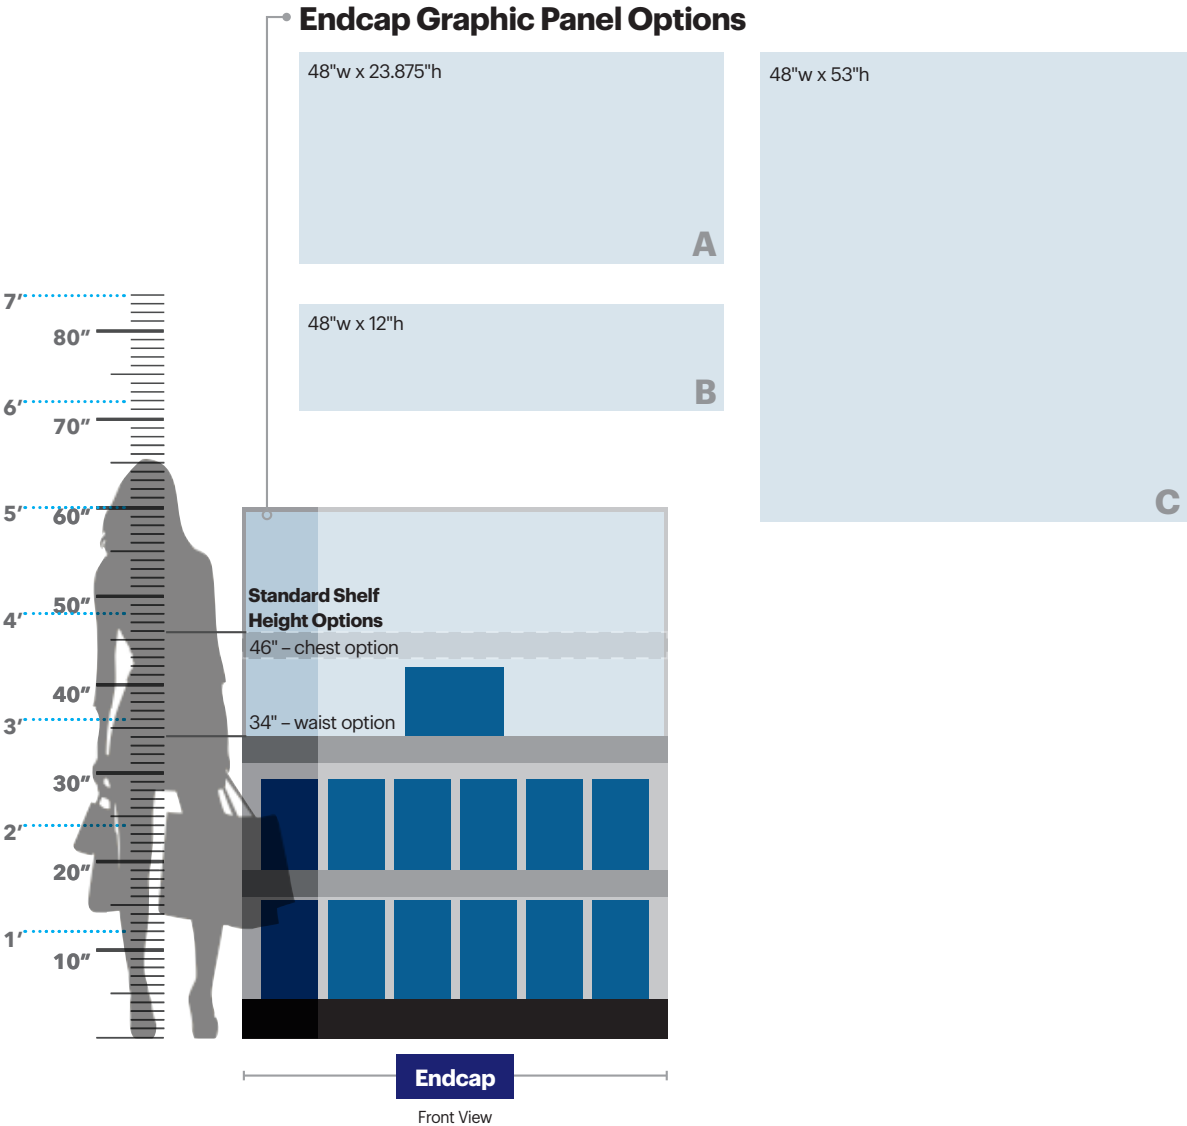 Endcap Graphic Panel Options
48"w x 23.875"h
A
48"w x 12"h
B
48"w x 53"h
C
7′
80″
6′
70″
5′
60″
50″
4′
40″
3′
30″
2′
20″
1′
10″
Standard Shelf
Height Options
46" – chest option
34" – waist option
Endcap
Front View